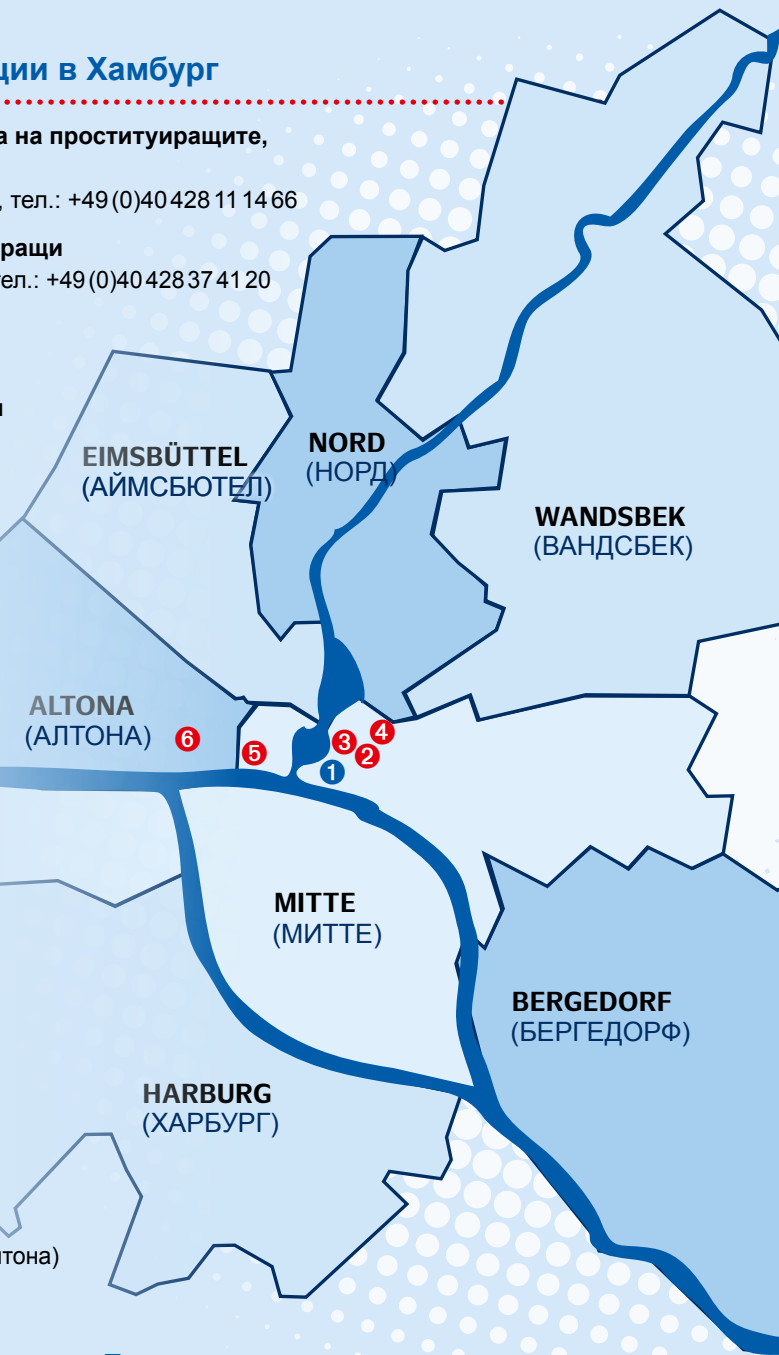 ции в Хамбург
а на проституиращите,
, тел.: +49 (0)40 428 11 14 66
ращи
тел.: +49 (0)40 428 37 41 20
и
EIMSBÜTTEL
(АЙМСБЮТЕЛ)
NORD
(НОРД)
WANDSBEK
(ВАНДСБЕК)
ALTONA
(АЛТОНА)
6
5
3
4
2
1
MITTE
(МИТТЕ)
BERGEDORF
(БЕРГЕДОРФ)
HARBURG
(ХАРБУРГ)
тона)